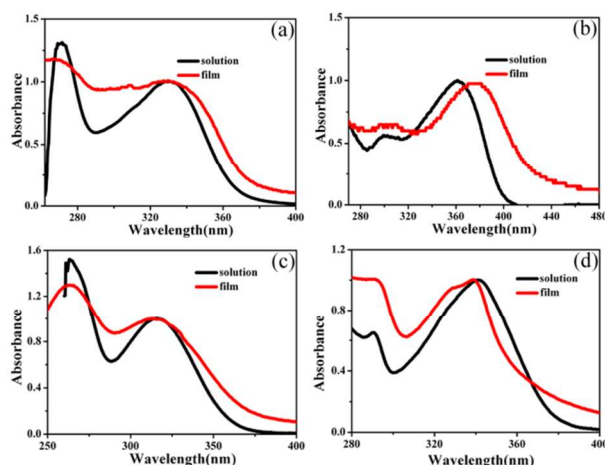 (a)
solution
film
Absorbance
1.5
1.0
0.5
0.0
280
320
360
400
Wavelength(nm)
(b)
solution
film
Absorbance
1.5
1.0
0.5
0.0
280
320
360
400
440
480
Wavelength(nm)
(c)
solution
film
Absorbance
1.6
1.2
0.8
0.4
0.0
250
300
350
400
Wavelength(nm)
(d)
solution
film
Absorbance
1.2
0.8
0.4
0.0
280
320
360
400
Wavelength(nm)